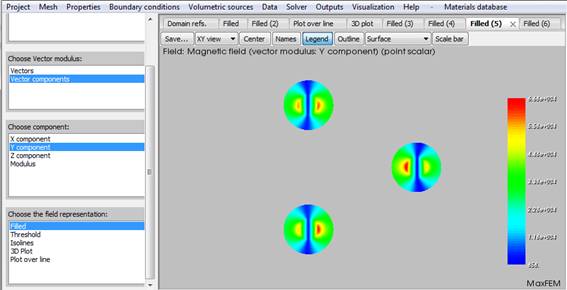 Project Mesh Properties Boundary conditions Volumetric sources Data Solver Outputs Visualization Help - Materials database
Domain refs. Filled Filled (2) Plot over line 3D plot Filled (3) Filled (4) Filled (5) Filled (6)
Save... XY view Center Names Legend Outline Surface Scale bar
Field: Magnetic field (vector modulus: Y component) (point scalar)
Choose Vector modulus:
Vectors
Vector components
Choose component:
X component
Y component
Z component
Modulus
Choose the field representation:
Filled
Threshold
Isolines
3D Plot
Plot over line
MaxFEM